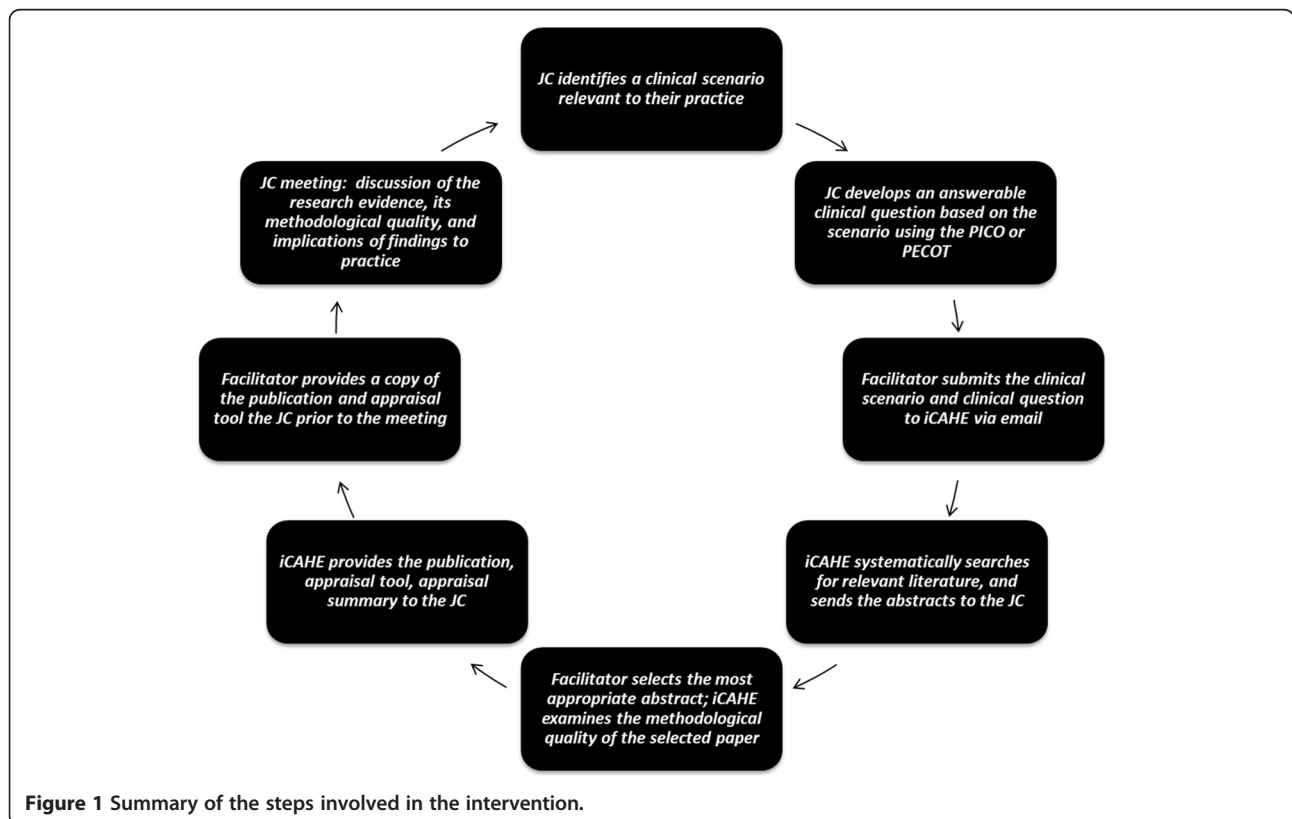 JC identifies a clinical scenario
relevant to their practice
JC develops an answerable
clinical question based on the
scenario using the PICO or
PECOT
Facilitator submits the clinical
scenario and clinical question
to iCAHE via email
iCAHE systematically searches
for relevant literature, and
sends the abstracts to the JC
Facilitator selects the most
appropriate abstract; iCAHE
examines the methodological
quality of the selected paper
iCAHE provides the publication,
appraisal tool, appraisal
summary to the JC
Facilitator provides a copy of
the publication and appraisal
tool the JC prior to the meeting
JC meeting: discussion of the
research evidence, its
methodological quality, and
implications of findings to
practice
Figure 1 Summary of the steps involved in the intervention.